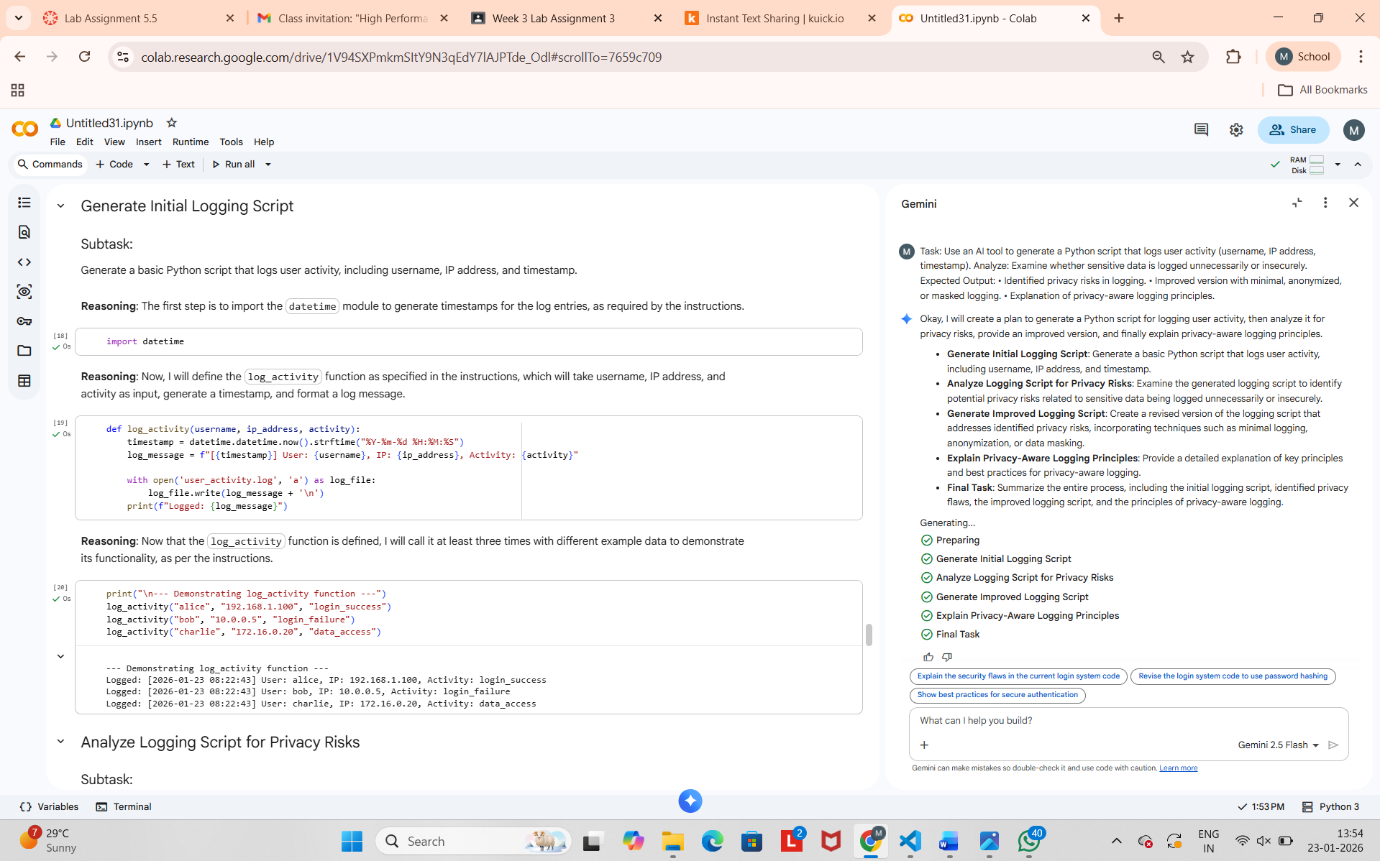 Lab Assignment 5.5
Class invitation: "High Performa
Week 3 Lab Assignment 3
Instant Text Sharing | kuick.io
Untitled31.ipynb - Colab
colab.research.google.com/drive/1V94SXPmkmSItY9N3qEdY7lAJPTde_OdI#scrollTo=7659c709
M School
All Bookmarks
Untitled31.ipynb
File Edit View Insert Runtime Tools Help
Share
M
Commands + Code + Text Run all
RAM
Disk
Generate Initial Logging Script
Subtask:
Generate a basic Python script that logs user activity, including username, IP address, and timestamp.
Reasoning: The first step is to import the datetime module to generate timestamps for the log entries, as required by the instructions.
[18]
0s
import datetime
Reasoning: Now, I will define the log_activity function as specified in the instructions, which will take username, IP address, and
activity as input, generate a timestamp, and format a log message.
[19]
0s
def log_activity(username, ip_address, activity):
    timestamp = datetime.datetime.now().strftime("%Y-%m-%d %H:%M:%S")
    log_message = f"[{timestamp}] User: {username}, IP: {ip_address}, Activity: {activity}"
    with open('user_activity.log', 'a') as log_file:
        log_file.write(log_message + '\n')
    print(f"Logged: {log_message}")
Reasoning: Now that the log_activity function is defined, I will call it at least three times with different example data to demonstrate
its functionality, as per the instructions.
[20]
0s
print("\n--- Demonstrating log_activity function ---")
log_activity("alice", "192.168.1.100", "login_success")
log_activity("bob", "10.0.0.5", "login_failure")
log_activity("charlie", "172.16.0.20", "data_access")
--- Demonstrating log_activity function ---
Logged: [2026-01-23 08:22:43] User: alice, IP: 192.168.1.100, Activity: login_success
Logged: [2026-01-23 08:22:43] User: bob, IP: 10.0.0.5, Activity: login_failure
Logged: [2026-01-23 08:22:43] User: charlie, IP: 172.16.0.20, Activity: data_access
Analyze Logging Script for Privacy Risks
Subtask:
Gemini
M
Task: Use an AI tool to generate a Python script that logs user activity (username, IP address,
timestamp). Analyze: Examine whether sensitive data is logged unnecessarily or insecurely.
Expected Output: • Identified privacy risks in logging. • Improved version with minimal, anonymized,
or masked logging. • Explanation of privacy-aware logging principles.
Okay, I will create a plan to generate a Python script for logging user activity, then analyze it for
privacy risks, provide an improved version, and finally explain privacy-aware logging principles.
• Generate Initial Logging Script: Generate a basic Python script that logs user activity,
including username, IP address, and timestamp.
• Analyze Logging Script for Privacy Risks: Examine the generated logging script to identify
potential privacy risks related to sensitive data being logged unnecessarily or insecurely.
• Generate Improved Logging Script: Create a revised version of the logging script that
addresses identified privacy risks, incorporating techniques such as minimal logging,
anonymization, or data masking.
• Explain Privacy-Aware Logging Principles: Provide a detailed explanation of key principles
and best practices for privacy-aware logging.
• Final Task: Summarize the entire process, including the initial logging script, identified privacy
flaws, the improved logging script, and the principles of privacy-aware logging.
Generating...
Preparing
Generate Initial Logging Script
Analyze Logging Script for Privacy Risks
Generate Improved Logging Script
Explain Privacy-Aware Logging Principles
Final Task
Explain the security flaws in the current login system code
Revise the login system code to use password hashing
Show best practices for secure authentication
What can I help you build?
+
Gemini 2.5 Flash
Gemini can make mistakes so double-check it and use code with caution. Learn more
Variables Terminal
1:53 PM Python 3
7
29°C
Sunny
Search
L 2
M
40
ENG
IN
13:54
23-01-2026